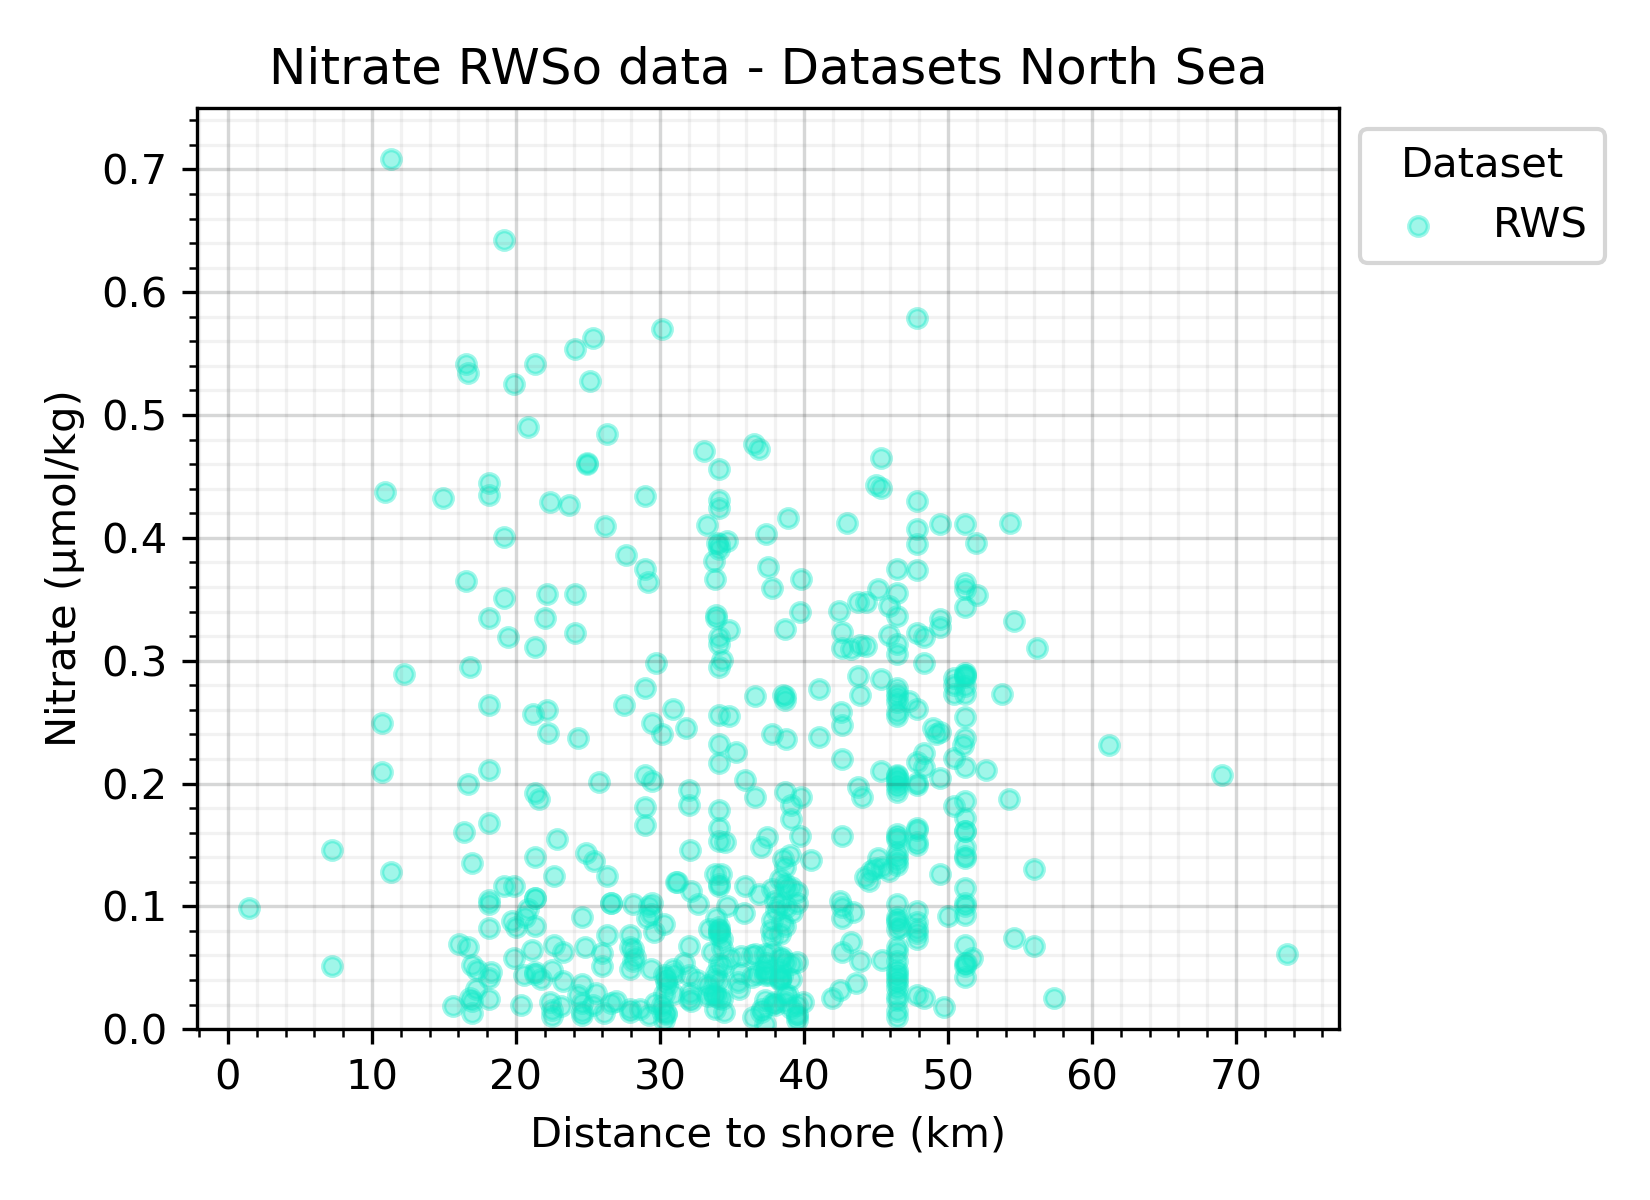 Nitrate RWSo data - Datasets North Sea
Dataset
RWS
Nitrate (µmol/kg)
0.7
0.6
0.5
0.4
0.3
0.2
0.1
0.0
0 10 20 30 40 50 60 70
Distance to shore (km)